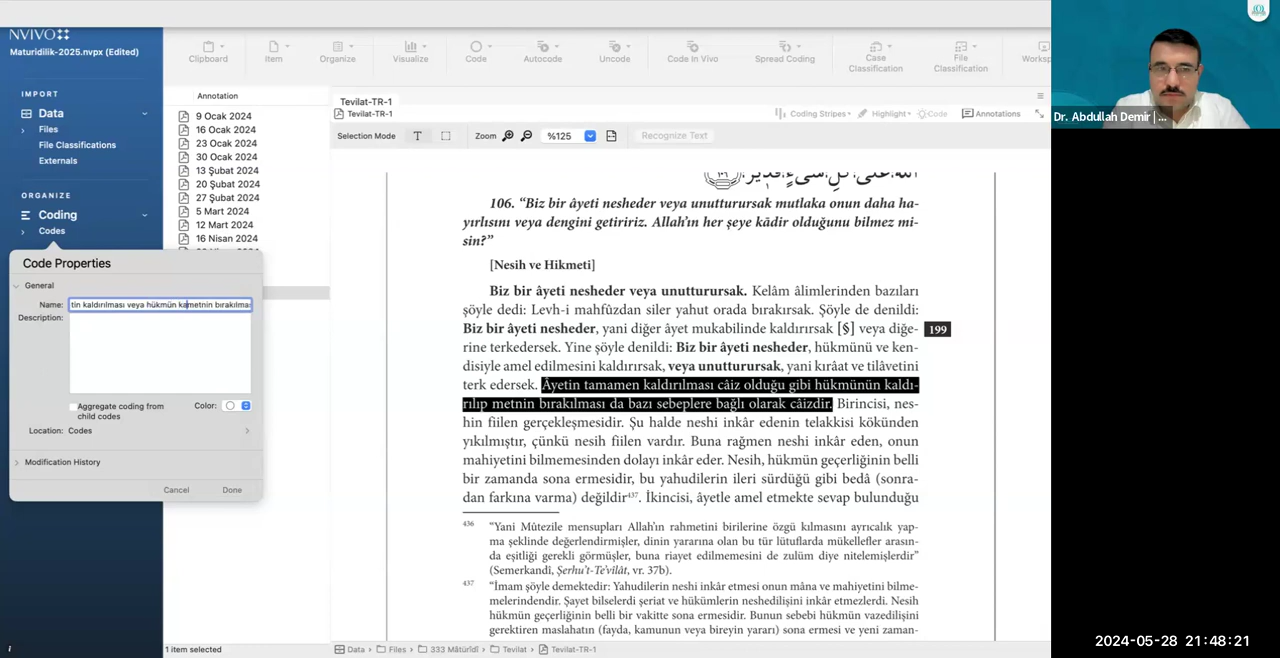 NVIVO
Maturidilik-2025.nvpx (Edited)
Clipboard
Item
Organize
Visualize
Code
Autocode
Uncode
Code In Vivo
Spread Coding
Case Classification
File Classification
Worksp
IMPORT
Data
Files
File Classifications
Externals
ORGANIZE
Coding
Codes
Annotation
9 Ocak 2024
16 Ocak 2024
23 Ocak 2024
30 Ocak 2024
13 Şubat 2024
20 Şubat 2024
27 Şubat 2024
5 Mart 2024
12 Mart 2024
16 Nisan 2024
Code Properties
General
Name: tin kaldırılması veya hükmün kametnin bırakılmas
Description:
Aggregate coding from
child codes
Color:
Location: Codes
Modification History
Cancel Done
1 item selected
Tevilat-TR-1
Tevilat-TR-1
Coding Stripes Highlight Code Annotations
Selection Mode T Zoom %125 Recognize Text
الله على كل شيء قدير
106. “Biz bir âyeti nesheder veya unutturursak mutlaka onun daha ha-
yırlısını veya dengini getiririz. Allah’ın her şeye kādir olduğunu bilmez mi-
sin?”
[Nesih ve Hikmeti]
Biz bir âyeti nesheder veya unutturursak. Kelâm âlimlerinden bazıları
şöyle dedi: Levh-i mahfûzdan siler yahut orada bırakırsak. Şöyle de denildi:
Biz bir âyeti nesheder, yani diğer âyet mukabilinde kaldırırsak [§] veya diğe-
199
rine terkedersek. Yine şöyle denildi: Biz bir âyeti nesheder, hükmünü ve ken-
disiyle amel edilmesini kaldırırsak, veya unutturursak, yani kırâat ve tilâvetini
terk edersek. Âyetin tamamen kaldırılması câiz olduğu gibi hükmünün kaldı-
rılıp metnin bırakılması da bazı sebeplere bağlı olarak câizdir. Birincisi, nes-
hin fiilen gerçekleşmesidir. Şu halde neshi inkâr edenin telakkisi kökünden
yıkılmıştır, çünkü nesih fiilen vardır. Buna rağmen neshi inkâr eden, onun
mahiyetini bilmemesinden dolayı inkâr eder. Nesih, hükmün geçerliğinin belli
bir zamanda sona ermesidir, bu yahudilerin ileri sürdüğü gibi bedâ (sonra-
dan farkına varma) değildir⁴³⁷. İkincisi, âyetle amel etmekte sevap bulunduğu
436 “Yani Mûtezile mensupları Allah’ın rahmetini birilerine özgü kılmasını ayrıcalık yap-
ma şeklinde değerlendirmişler, dinin yararına olan bu tür lütuflarda mükellefler arasın-
da eşitliği gerekli görmüşler, buna riayet edilmemesini de zulüm diye nitelemişlerdir”
(Semerkandî, Şerhu’t-Te’vîlât, vr. 37b).
437 “İmam şöyle demektedir: Yahudilerin neshi inkâr etmesi onun mâna ve mahiyetini bilme-
melerindendir. Şayet bilselerdi şeriat ve hükümlerin neshedilişini inkâr etmezlerdi. Nesih
hükmün geçerliğinin belli bir vakitte sona ermesidir. Bunun sebebi hükmün vazedilişini
gerektiren maslahatın (fayda, kamunun veya bireyin yararı) sona ermesi ve yeni zaman-
Data Files 333 Mâtürîdî Tevilat Tevilat-TR-1
Dr. Abdullah Demir | ...
2024-05-28 21:48:21